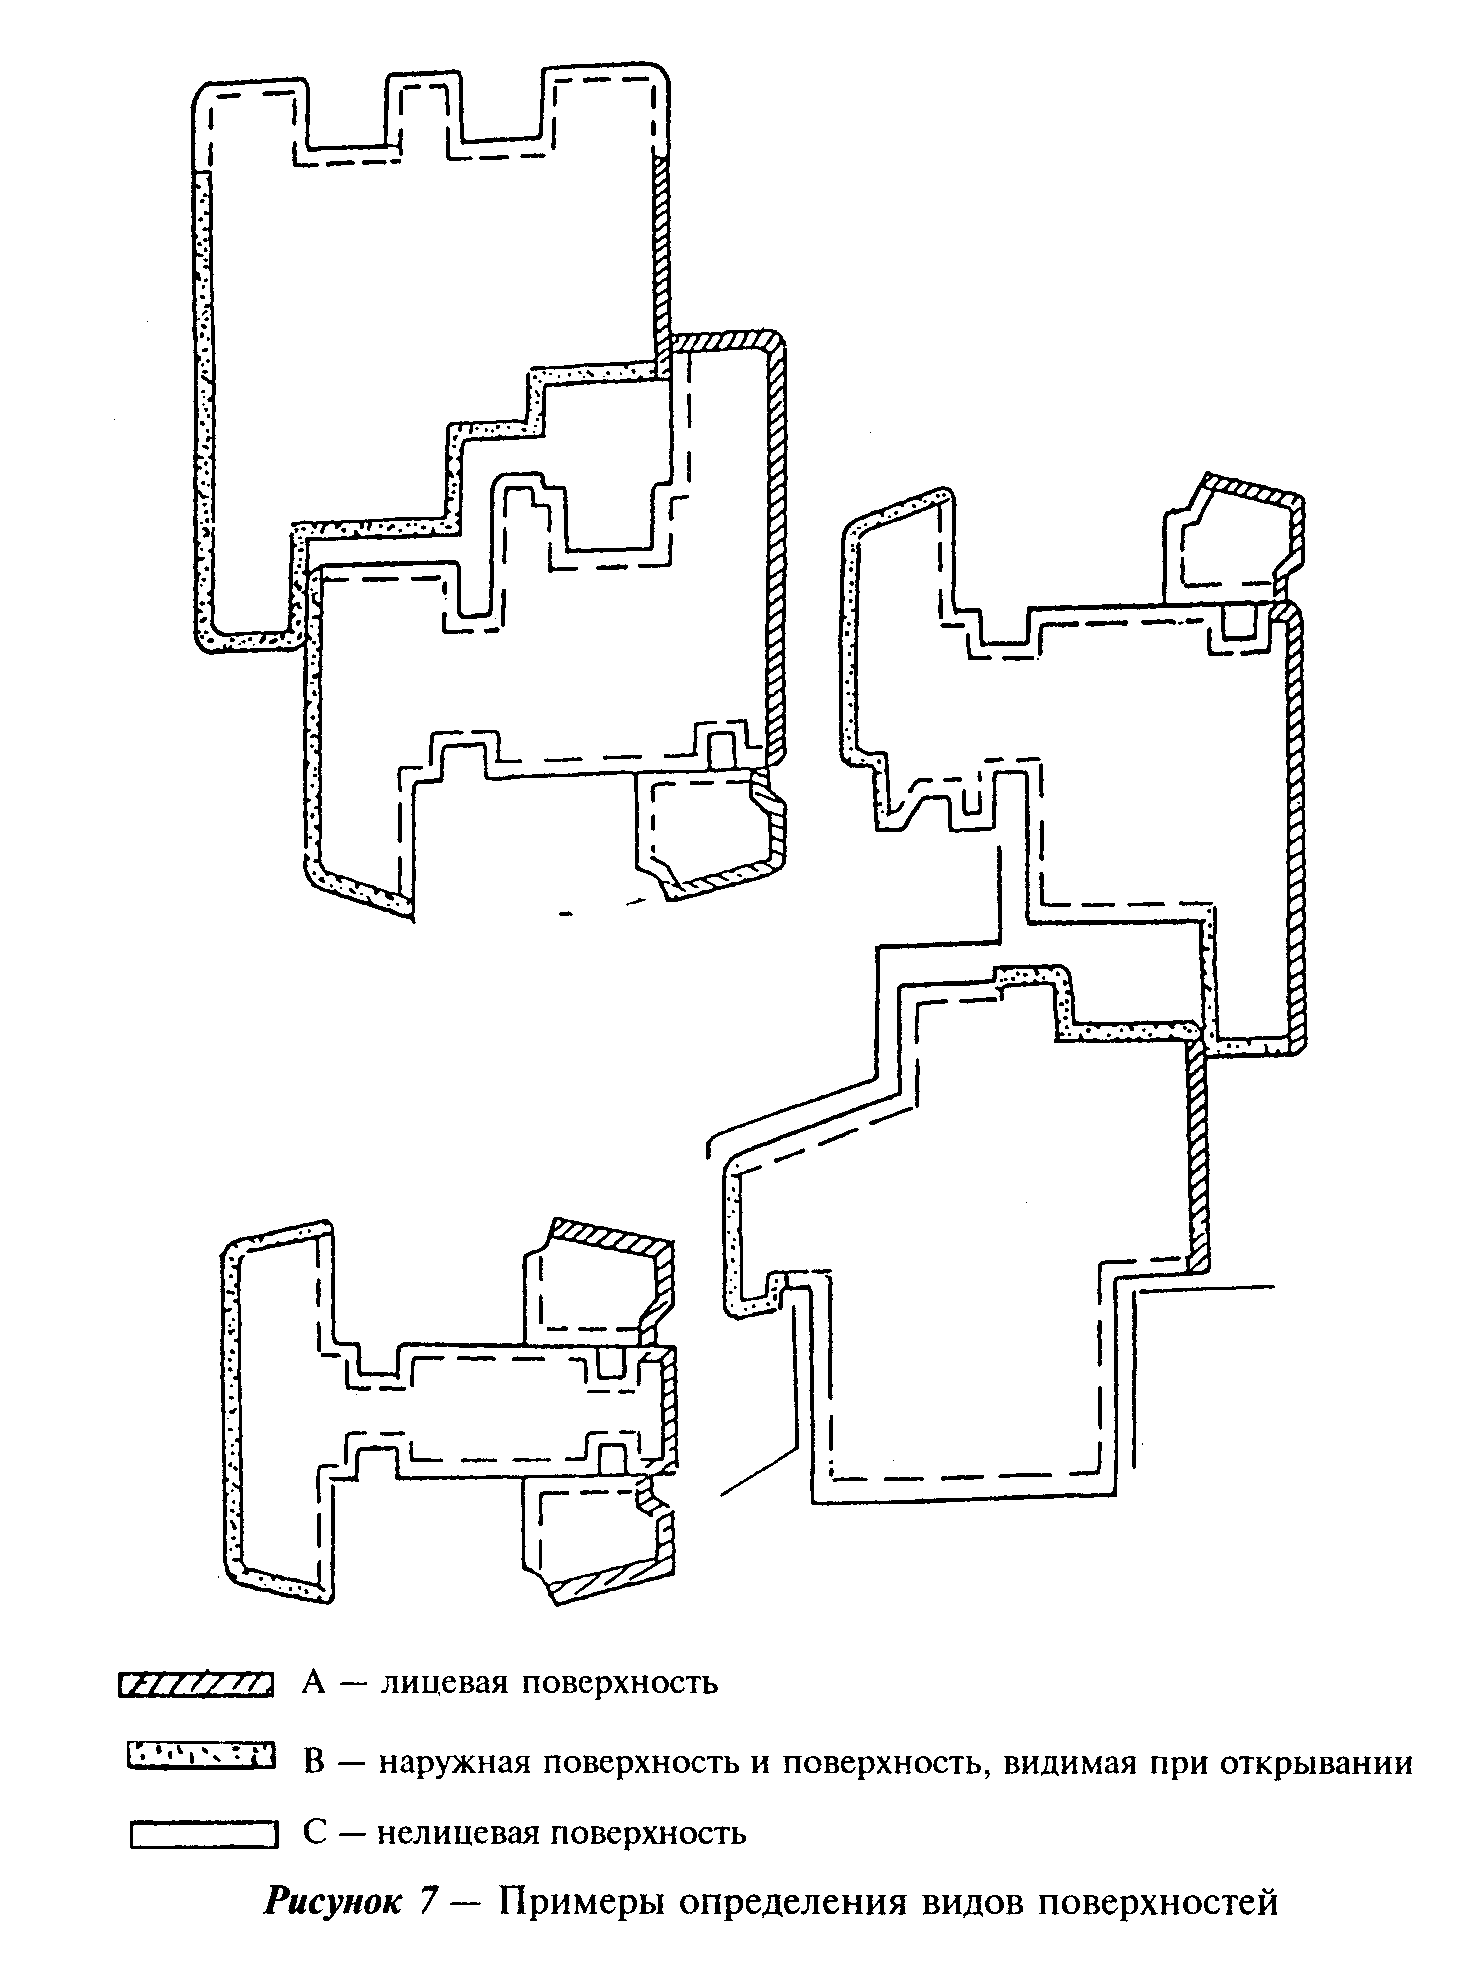 А — лицевая поверхность
В — наружная поверхность и поверхность, видимая при открывании
С — нелицевая поверхность
Рисунок 7 — Примеры определения видов поверхностей